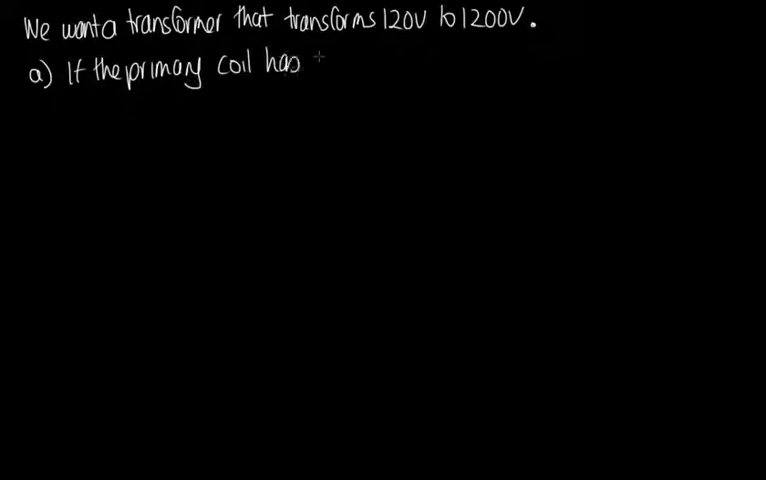 We want a transformer that transforms 120V to 1200V.
a) If the primary coil has